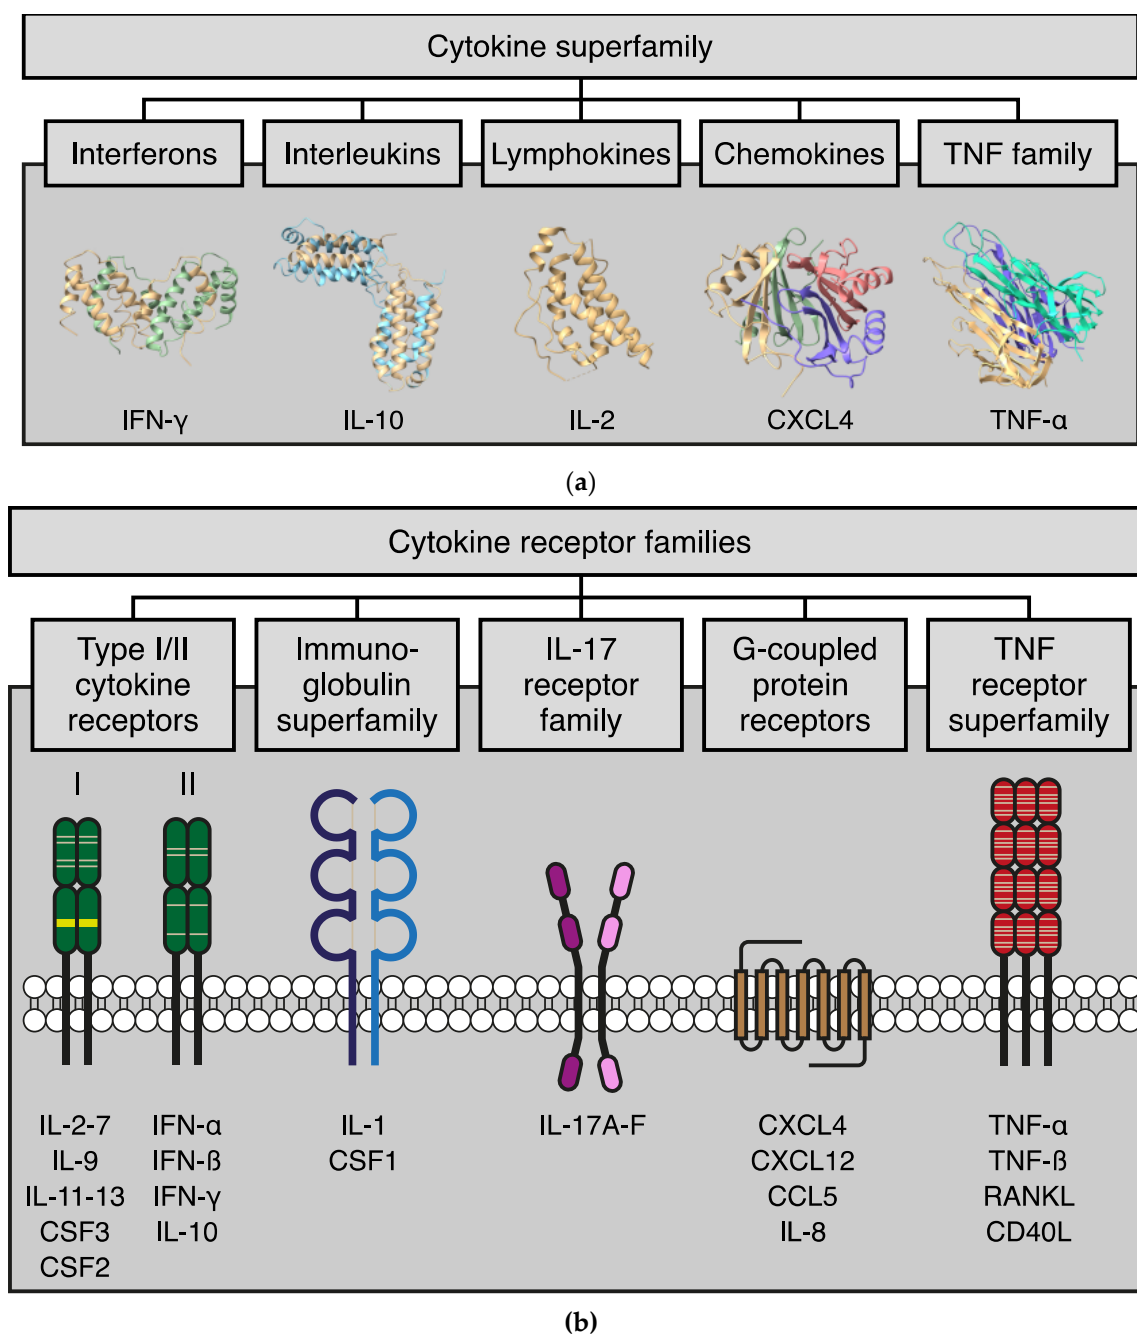 Cytokine superfamily
Interferons
Interleukins
Lymphokines
Chemokines
TNF family
IFN-γ
IL-10
IL-2
CXCL4
TNF-α
(a)
Cytokine receptor families
Type I/II
cytokine
receptors
Immuno-
globulin
superfamily
IL-17
receptor
family
G-coupled
protein
receptors
TNF
receptor
superfamily
I
II
IL-2-7
IL-9
IL-11-13
CSF3
CSF2
IFN-α
IFN-ß
IFN-γ
IL-10
IL-1
CSF1
IL-17A-F
CXCL4
CXCL12
CCL5
IL-8
TNF-α
TNF-ß
RANKL
CD40L
(b)